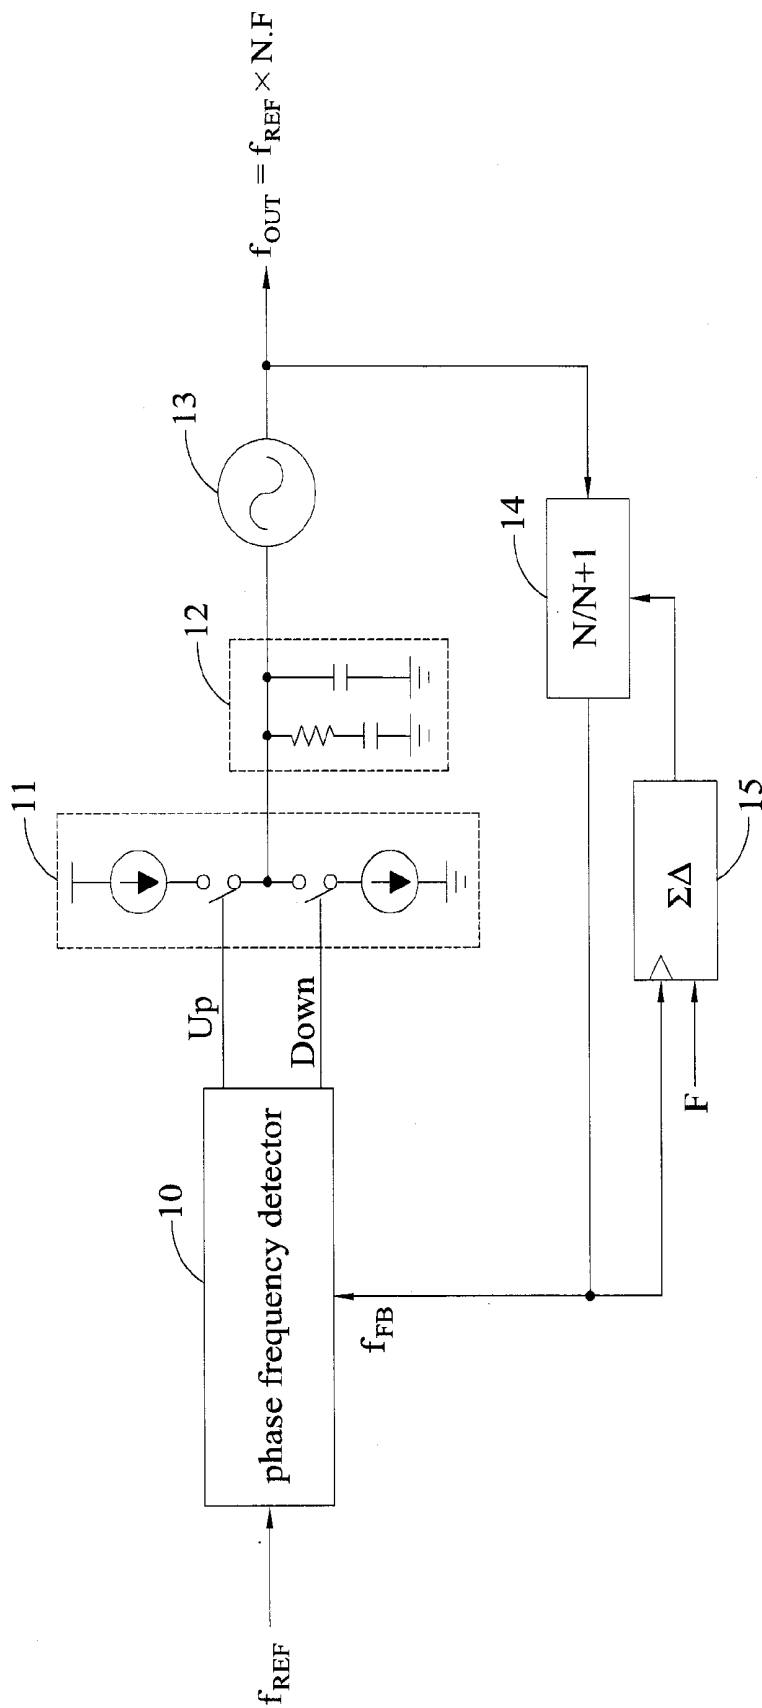 f_REF
phase frequency detector
10
f_FB
Up
Down
11
12
13
f_OUT = f_REF × N.F
N/N+1
14
ΣΔ
15
F